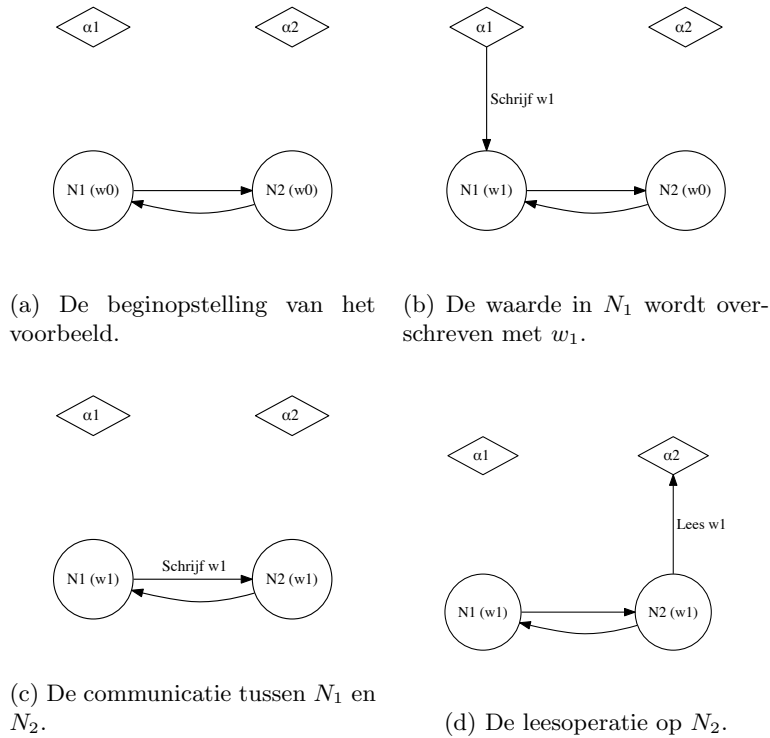 α1
α2
N1 (w0)
N2 (w0)
(a) De beginopstelling van het
voorbeeld.
α1
α2
Schrijf w1
N1 (w1)
N2 (w0)
(b) De waarde in N₁ wordt over-
schreven met w₁.
α1
α2
Schrijf w1
N1 (w1)
N2 (w1)
(c) De communicatie tussen N₁ en
N₂.
α1
α2
Lees w1
N1 (w1)
N2 (w1)
(d) De leesoperatie op N₂.